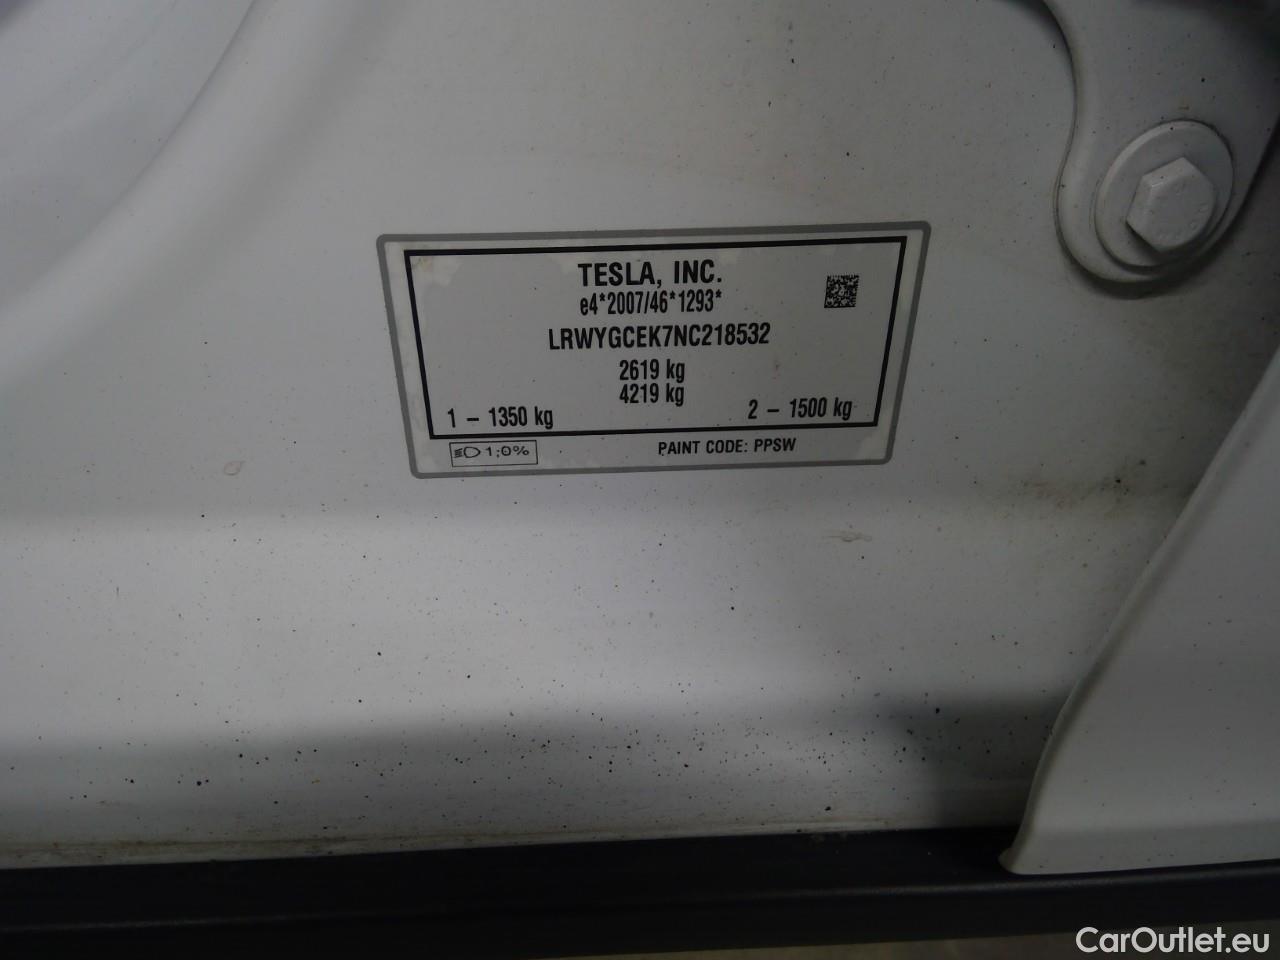 TESLA, INC.
e4*2007/46*1293*
LRWYGCEK7NC218532
2619 kg
4219 kg
1 – 1350 kg
2 – 1500 kg
1,0%
PAINT CODE: PPSW
CarOutlet.eu